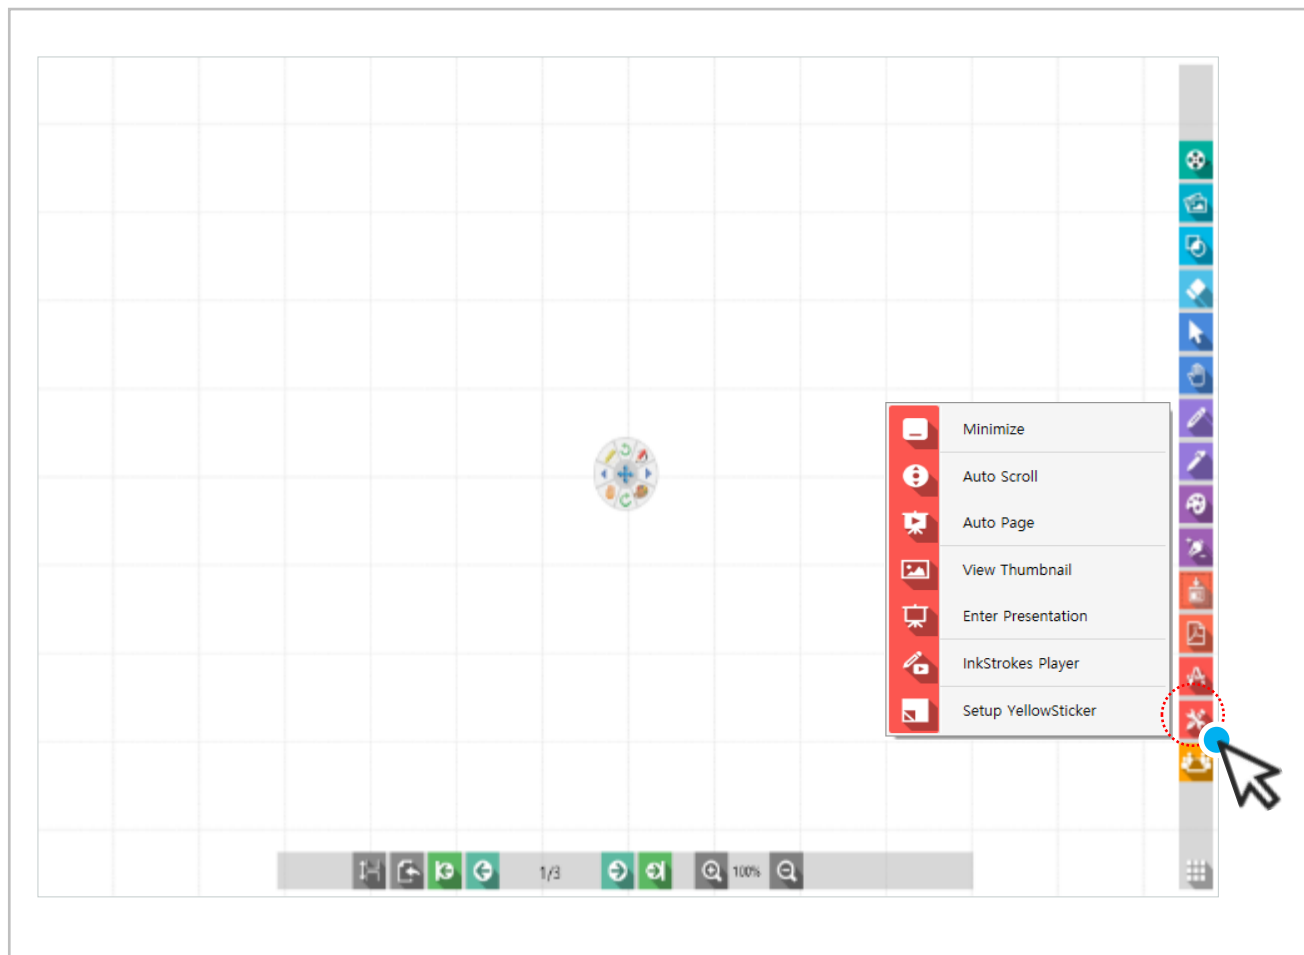 Minimize
Auto Scroll
Auto Page
View Thumbnail
Enter Presentation
InkStrokes Player
Setup YellowSticker
1/3
100%